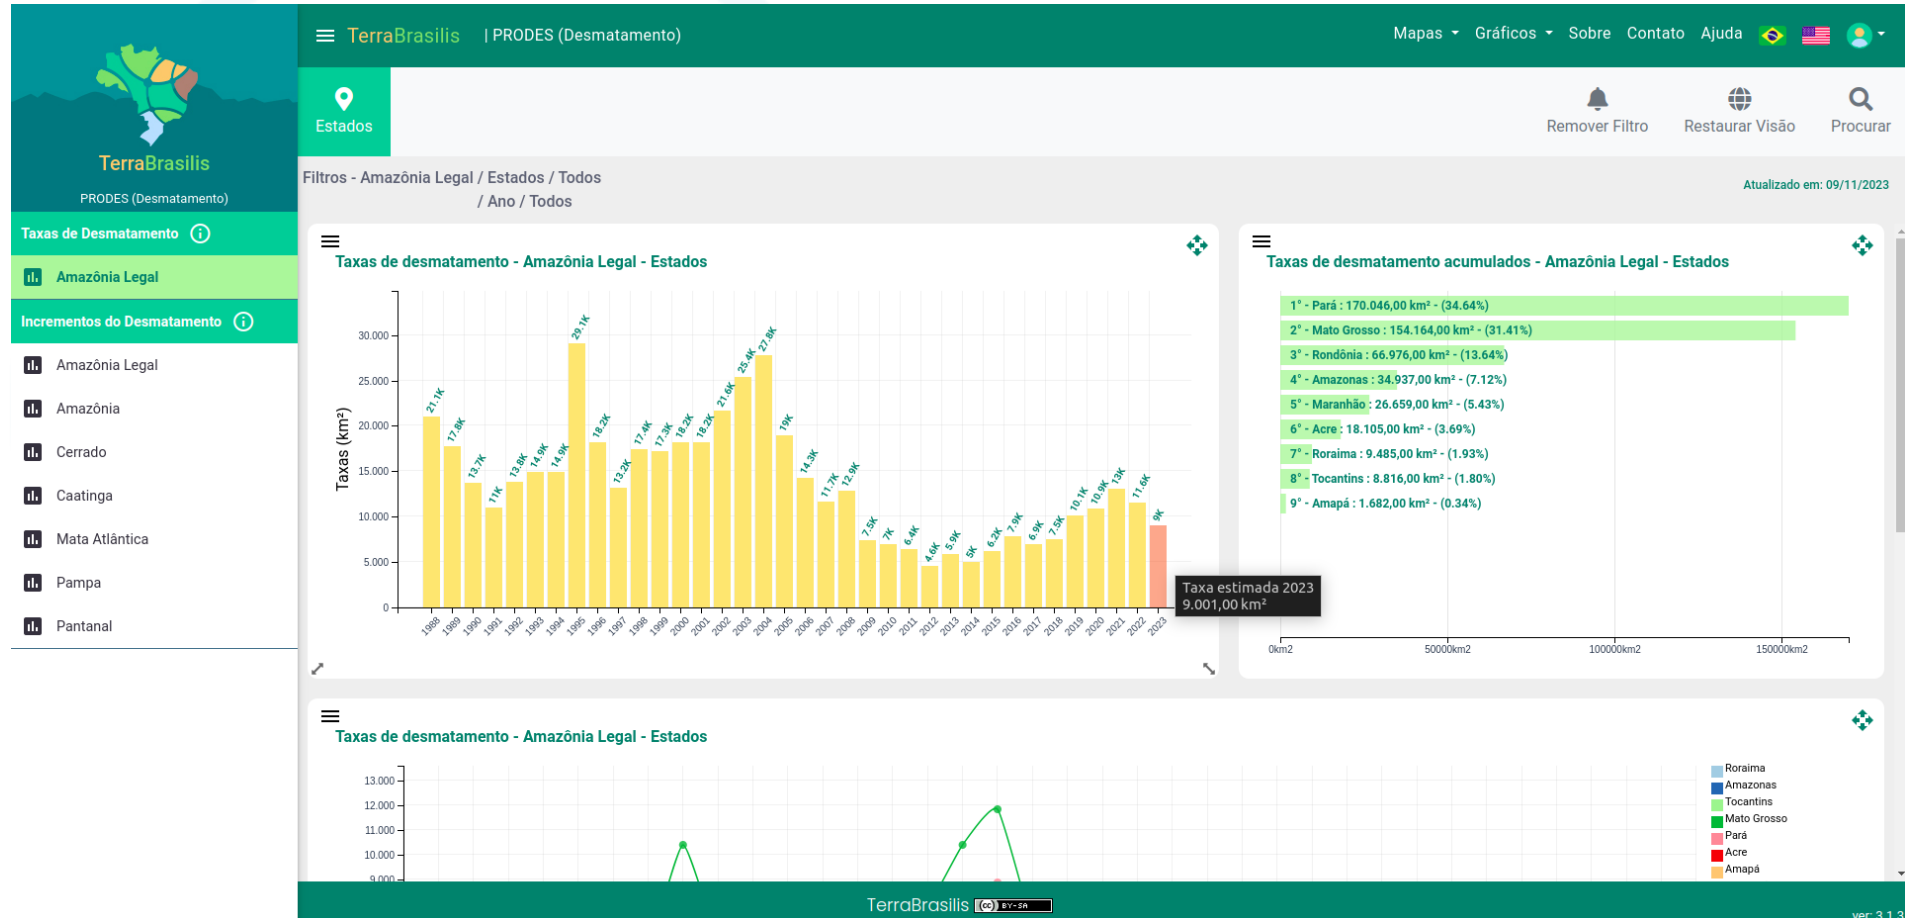 TerraBrasilis
PRODES (Desmatamento)
Taxas de Desmatamento
Amazônia Legal
Incrementos do Desmatamento
Amazônia Legal
Amazônia
Cerrado
Caatinga
Mata Atlântica
Pampa
Pantanal
TerraBrasilis | PRODES (Desmatamento)
Mapas Gráficos Sobre Contato Ajuda
Estados
Remover Filtro Restaurar Visão Procurar
Filtros - Amazônia Legal / Estados / Todos
/ Ano / Todos
Atualizado em: 09/11/2023
Taxas de desmatamento - Amazônia Legal - Estados
Taxas (km²)
30.000
25.000
20.000
15.000
10.000
5.000
0
21.1K 17.8K 13.7K 11K 13.8K 14.9K 14.9K 29.1K 18.2K 13.2K 17.4K 17.3K 18.2K 18.2K 21.6K 25.4K 27.8K 19K 14.3K 11.7K 12.9K 7.5K 7K 6.4K 4.6K 5.9K 5K 6.2K 7.9K 6.9K 7.5K 10.1K 10.9K 13K 11.6K 9K
1988 1989 1990 1991 1992 1993 1994 1995 1996 1997 1998 1999 2000 2001 2002 2003 2004 2005 2006 2007 2008 2009 2010 2011 2012 2013 2014 2015 2016 2017 2018 2019 2020 2021 2022 2023
Taxa estimada 2023
9.001,00 km²
Taxas de desmatamento acumulados - Amazônia Legal - Estados
1° - Pará : 170.046,00 km² - (34.64%)
2° - Mato Grosso : 154.164,00 km² - (31.41%)
3° - Rondônia : 66.976,00 km² - (13.64%)
4° - Amazonas : 34.937,00 km² - (7.12%)
5° - Maranhão : 26.659,00 km² - (5.43%)
6° - Acre : 18.105,00 km² - (3.69%)
7° - Roraima : 9.485,00 km² - (1.93%)
8° - Tocantins : 8.816,00 km² - (1.80%)
9° - Amapá : 1.682,00 km² - (0.34%)
0km2 50000km2 100000km2 150000km2
Taxas de desmatamento - Amazônia Legal - Estados
13.000
12.000
11.000
10.000
9.000
Roraima
Amazonas
Tocantins
Mato Grosso
Pará
Acre
Amapá
TerraBrasilis (cc) BY-SA
ver: 3.1.3